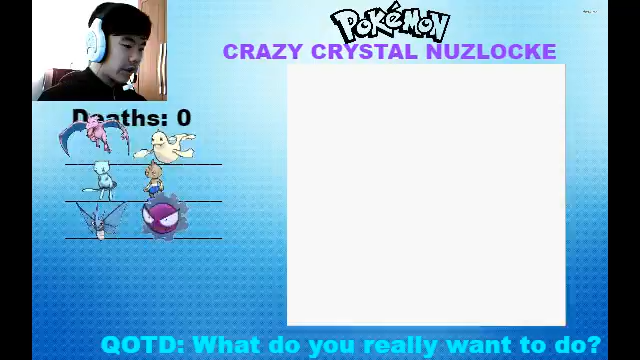 POKéMON
CRAZY CRYSTAL NUZLOCKE
Deaths: 0
QOTD: What do you really want to do?